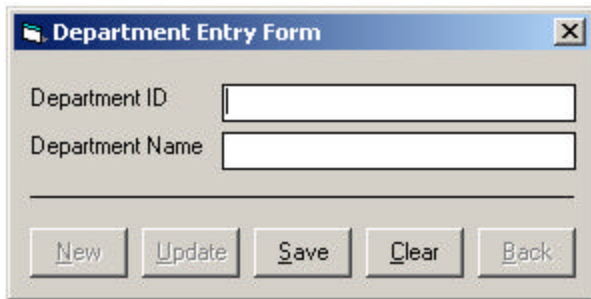 Department Entry Form
Department ID
Department Name
New Update Save Clear Back